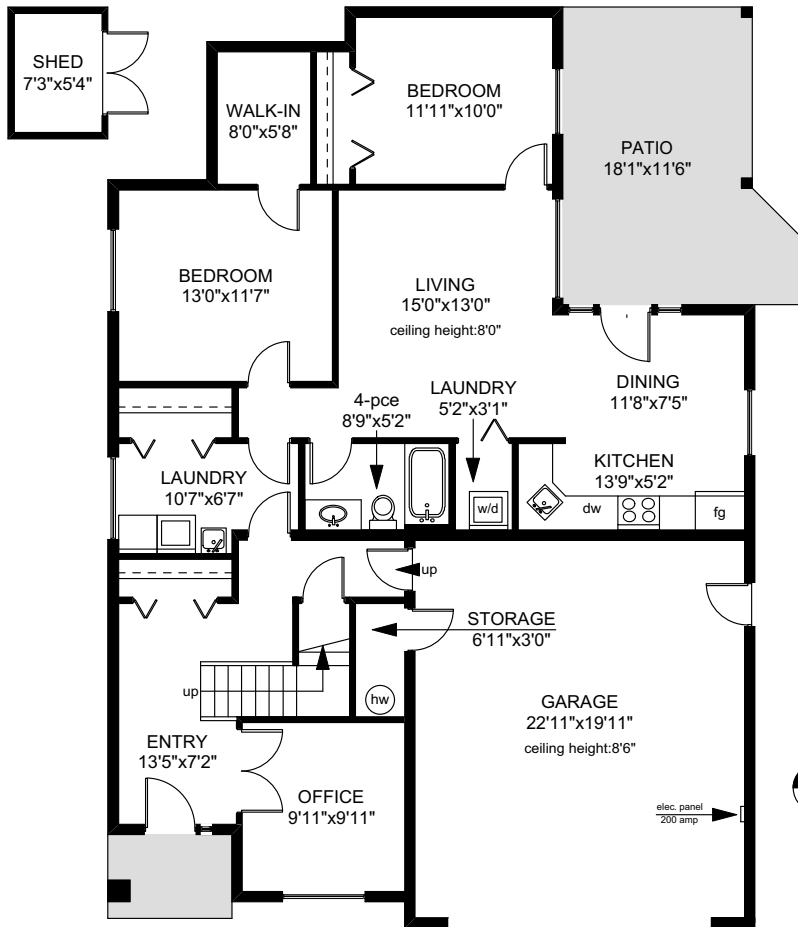 SHED
7'3"x5'4"
WALK-IN
8'0"x5'8"
BEDROOM
11'11"x10'0"
PATIO
18'1"x11'6"
BEDROOM
13'0"x11'7"
LIVING
15'0"x13'0"
ceiling height:8'0"
4-pce
8'9"x5'2"
LAUNDRY
5'2"x3'1"
DINING
11'8"x7'5"
KITCHEN
13'9"x5'2"
LAUNDRY
10'7"x6'7"
w/d
dw
fg
up
STORAGE
6'11"x3'0"
up
hw
GARAGE
22'11"x19'11"
ceiling height:8'6"
ENTRY
13'5"x7'2"
OFFICE
9'11"x9'11"
elec. panel
200 amp